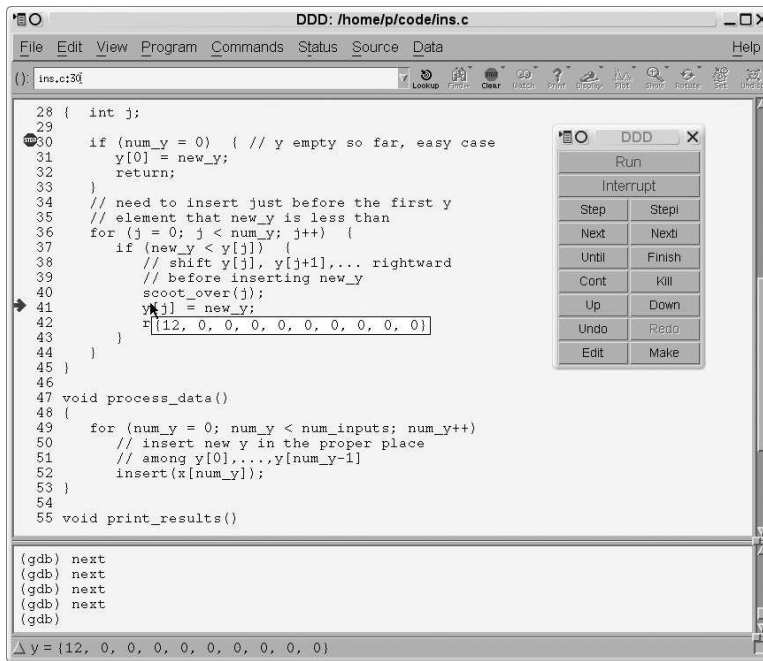 DDD: /home/p/code/ins.c
File Edit View Program Commands Status Source Data Help
(): ins.c:30
Lookup Find» Clear Watch Print Display Plot Rotate Set Undisp
28 { int j;
29
30 if (num_y = 0) { // y empty so far, easy case
31 y[0] = new_y;
32 return;
33 }
34 // need to insert just before the first y
35 // element that new_y is less than
36 for (j = 0; j < num_y; j++) {
37 if (new_y < y[j]) {
38 // shift y[j], y[j+1],... rightward
39 // before inserting new_y
40 scoot_over(j);
41 y[j] = new_y;
42 r
{12, 0, 0, 0, 0, 0, 0, 0, 0, 0}
43 }
44 }
45 }
46
47 void process_data()
48 {
49 for (num_y = 0; num_y < num_inputs; num_y++)
50 // insert new y in the proper place
51 // among y[0],...,y[num_y-1]
52 insert(x[num_y]);
53 }
54
55 void print_results()
DDD
Run
Interrupt
Step Stepi
Next Nexti
Until Finish
Cont Kill
Up Down
Undo Redo
Edit Make
(gdb) next
(gdb) next
(gdb) next
(gdb) next
(gdb)
y = {12, 0, 0, 0, 0, 0, 0, 0, 0, 0}